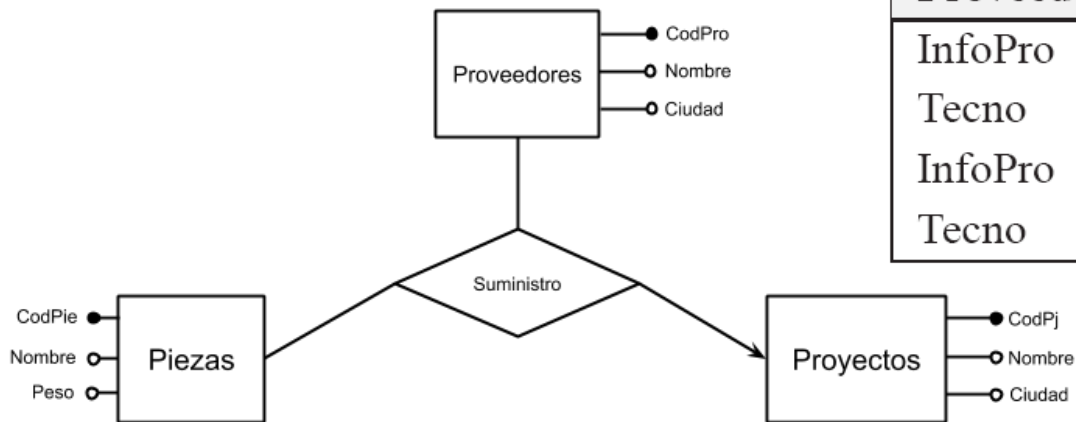 CodPro
Proveedores
Nombre
Ciudad
InfoPro
Tecno
InfoPro
Tecno
Suministro
CodPie
Nombre
Peso
Piezas
Proyectos
CodPj
Nombre
Ciudad